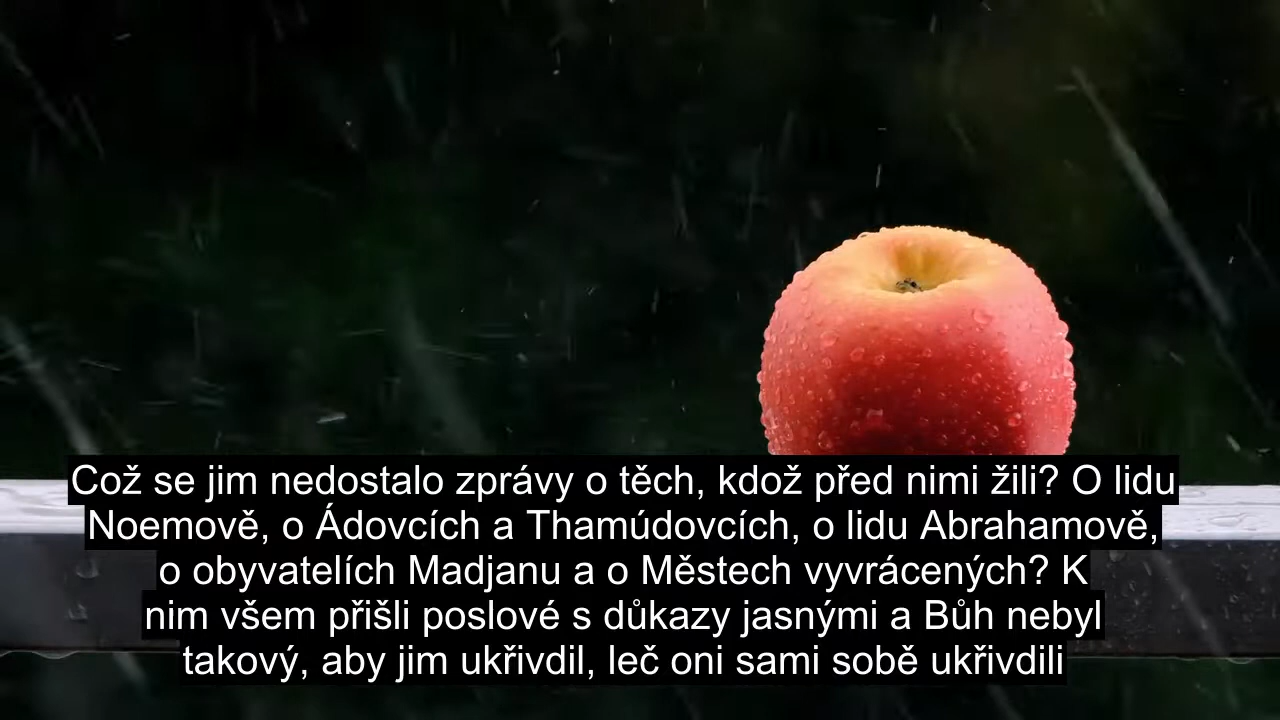 Což se jim nedostalo zprávy o těch, kdož před nimi žili? O lidu
Noemově, o Ádovcích a Thamúdovcích, o lidu Abrahamově,
o obyvatelích Madjanu a o Městech vyvrácených? K
nim všem přišli poslové s důkazy jasnými a Bůh nebyl
takový, aby jim ukřivdil, leč oni sami sobě ukřivdili